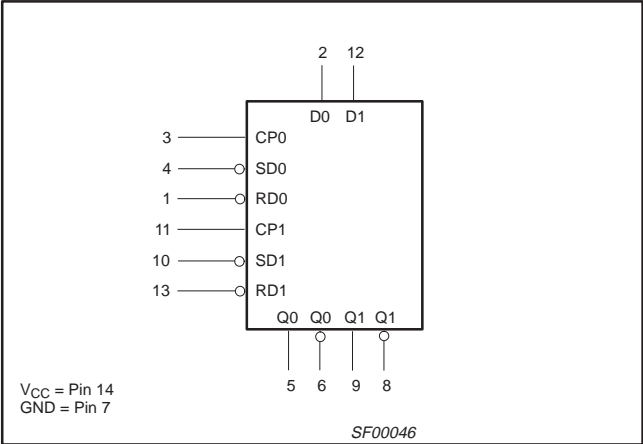 2 12
D0 D1
3 CP0
4 SD0
1 RD0
11 CP1
10 SD1
13 RD1
Q0 Q0 Q1 Q1
5 6 9 8
VCC = Pin 14
GND = Pin 7
SF00046